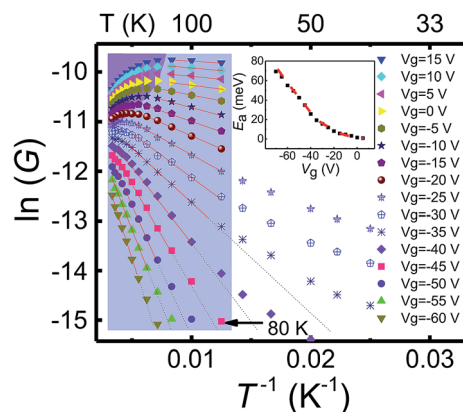 T (K) 100 50 33
-10
-11
-12
-13
-14
-15
ln (G)
0.01 0.02 0.03
T⁻¹ (K⁻¹)
80 K
80
60
40
20
0
Eₐ (meV)
-60 -40 -20 0
V_g (V)
Vg=15 V
Vg=10 V
Vg=5 V
Vg=0 V
Vg=-5 V
Vg=-10 V
Vg=-15 V
Vg=-20 V
Vg=-25 V
Vg=-30 V
Vg=-35 V
Vg=-40 V
Vg=-45 V
Vg=-50 V
Vg=-55 V
Vg=-60 V